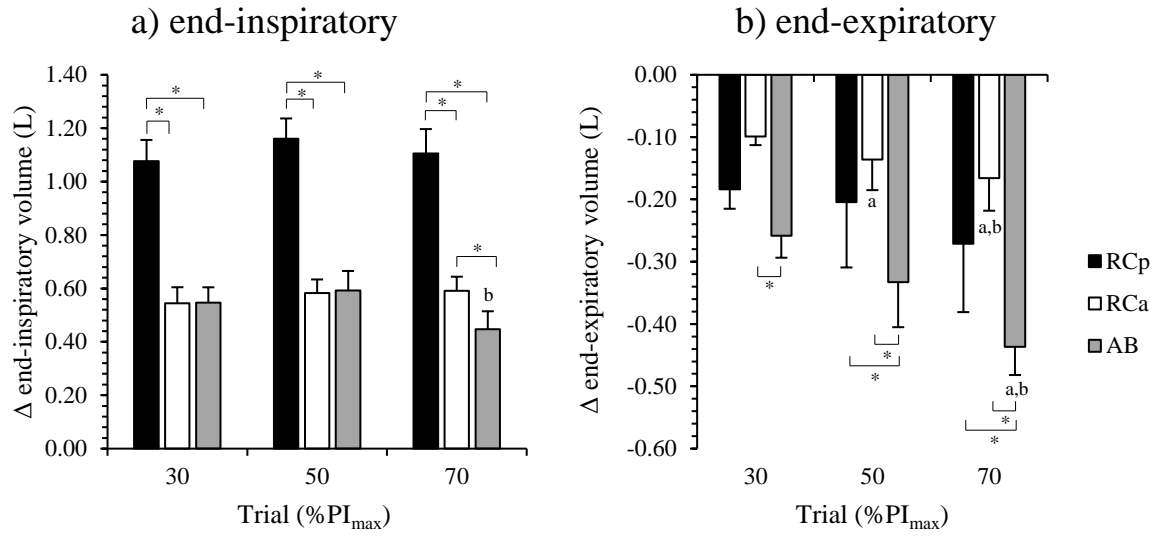 a) end-inspiratory
Δ end-inspiratory volume (L)
1.40
1.20
1.00
0.80
0.60
0.40
0.20
0.00
*
*
*
*
*
*
*
b
30
50
70
Trial (%PImax)
b) end-expiratory
Δ end-expiratory volume (L)
0.00
-0.10
-0.20
-0.30
-0.40
-0.50
-0.60
a
a,b
*
*
*
a,b
*
*
30
50
70
Trial (%PImax)
RCp
RCa
AB